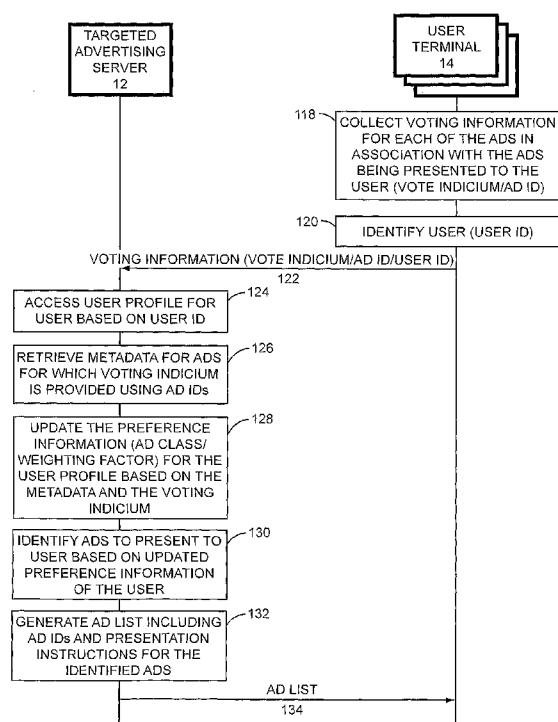 TARGETED
ADVERTISING
SERVER
12
USER
TERMINAL
14
118
COLLECT VOTING INFORMATION
FOR EACH OF THE ADS IN
ASSOCIATION WITH THE ADS
BEING PRESENTED TO THE
USER (VOTE INDICIUM/AD ID)
120
IDENTIFY USER (USER ID)
VOTING INFORMATION (VOTE INDICIUM/AD ID/USER ID)
122
ACCESS USER PROFILE FOR
USER BASED ON USER ID
124
RETRIEVE METADATA FOR ADS
FOR WHICH VOTING INDICIUM
IS PROVIDED USING AD IDs
126
UPDATE THE PREFERENCE
INFORMATION (AD CLASS/
WEIGHTING FACTOR) FOR THE
USER PROFILE BASED ON THE
METADATA AND THE VOTING
INDICIUM
128
IDENTIFY ADS TO PRESENT TO
USER BASED ON UPDATED
PREFERENCE INFORMATION
OF THE USER
130
GENERATE AD LIST INCLUDING
AD IDs AND PRESENTATION
INSTRUCTIONS FOR THE
IDENTIFIED ADS
132
AD LIST
134